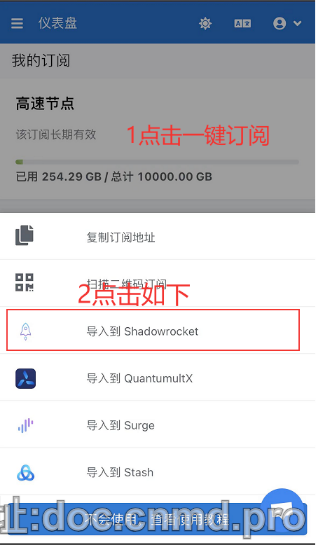 仪表盘
我的订阅
高速节点
该订阅长期有效
1点击一键订阅
已用 254.29 GB / 总计 10000.00 GB
复制订阅地址
扫描二维码订阅
2点击如下
导入到 Shadowrocket
导入到 QuantumultX
导入到 Surge
导入到 Stash
不会使用，查看使用教程
址:doc.cnmd.pro